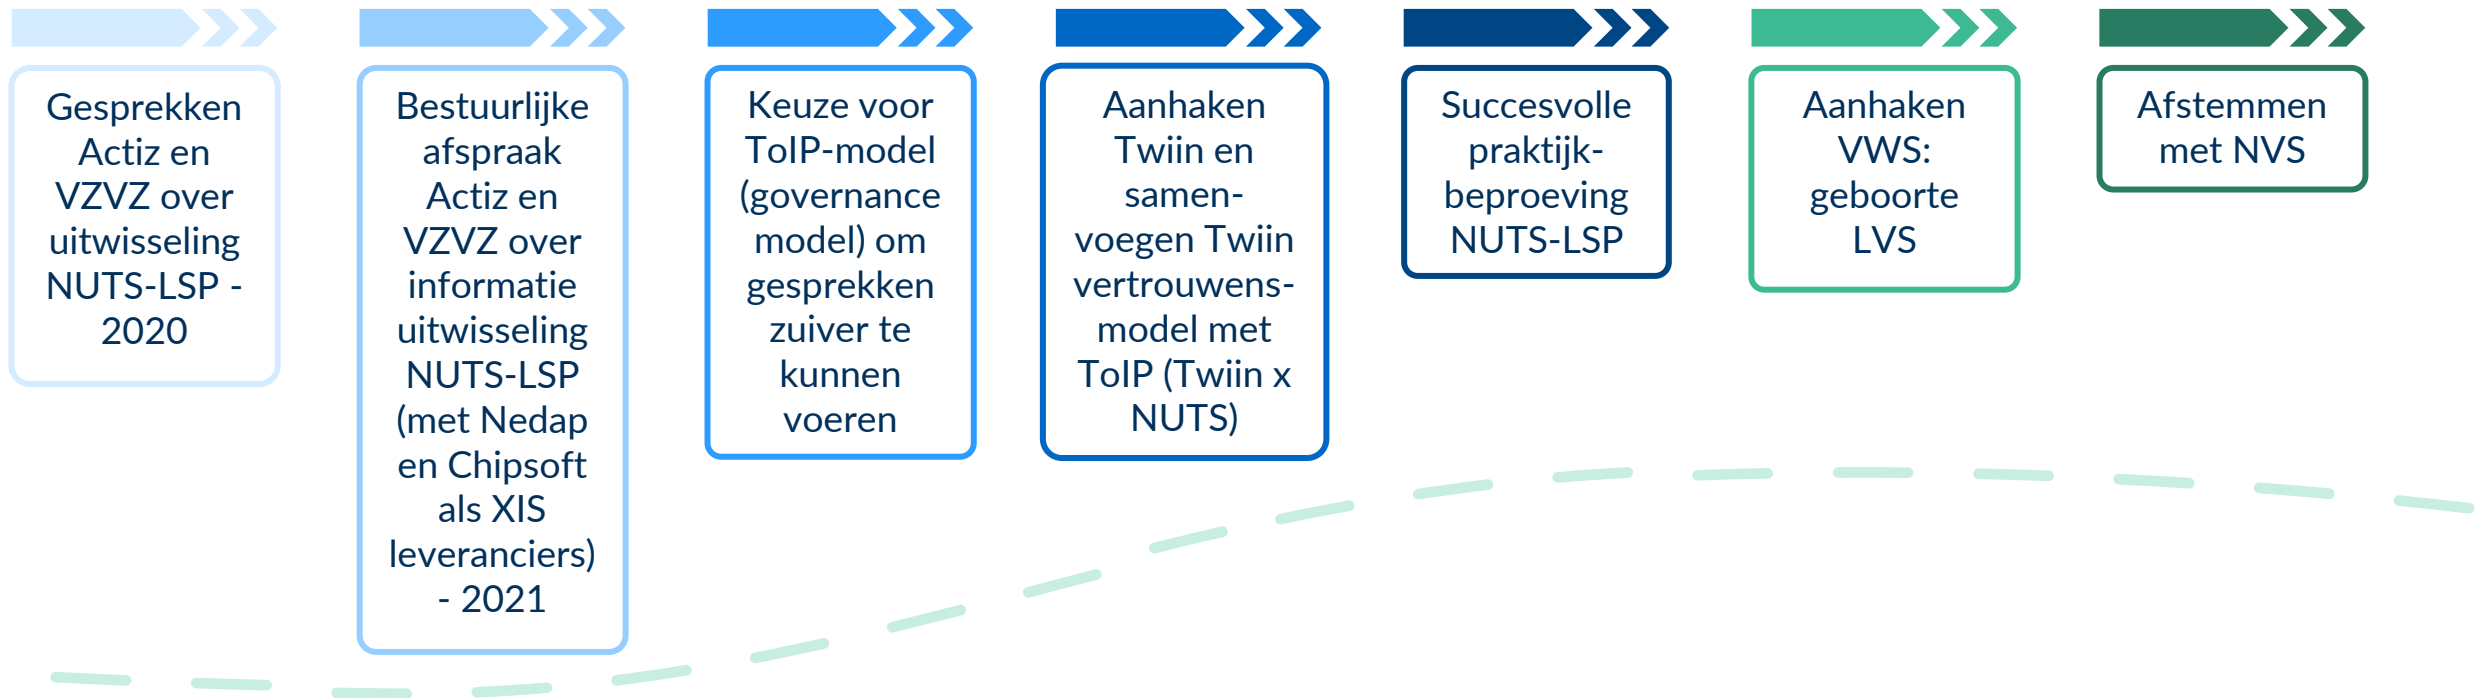 Gesprekken
Actiz en
VZVZ over
uitwisseling
NUTS-LSP -
2020
Bestuurlijke
afspraak
Actiz en
VZVZ over
informatie
uitwisseling
NUTS-LSP
(met Nedap
en Chipsoft
als XIS
leveranciers)
- 2021
Keuze voor
ToIP-model
(governance
model) om
gesprekken
zuiver te
kunnen
voeren
Aanhaken
Twiin en
samen-
voegen Twiin
vertrouwens-
model met
ToIP (Twiin x
NUTS)
Succesvolle
praktijk-
beproeving
NUTS-LSP
Aanhaken
VWS:
geboorte
LVS
Afstemmen
met NVS